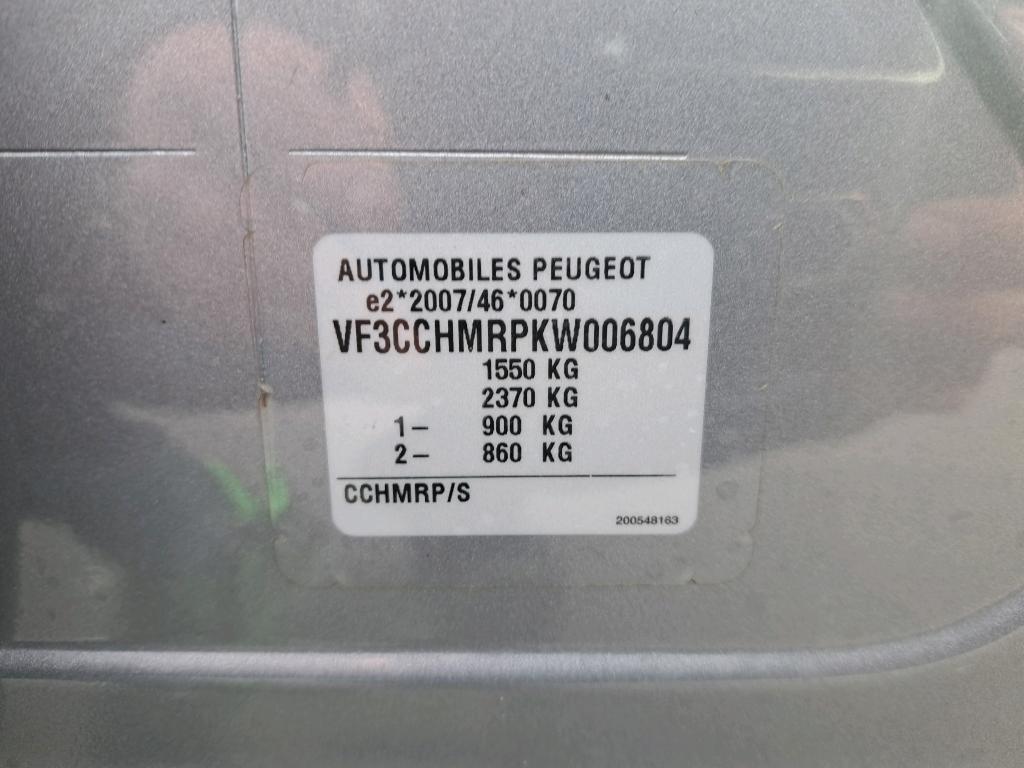 AUTOMOBILES PEUGEOT
e2*2007/46*0070
VF3CCHMRPKW006804
1550 KG
2370 KG
1– 900 KG
2– 860 KG
CCHMRP/S
200548163